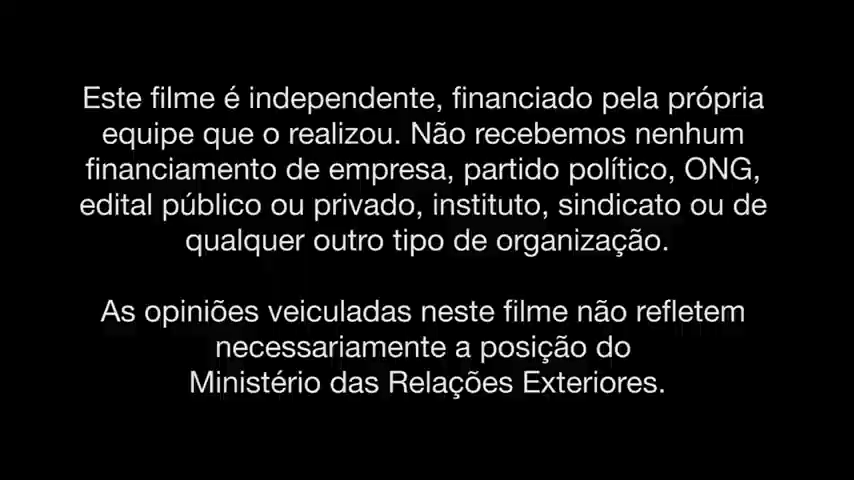 Este filme é independente, financiado pela própria
equipe que o realizou. Não recebemos nenhum
financiamento de empresa, partido político, ONG,
edital público ou privado, instituto, sindicato ou de
qualquer outro tipo de organização.
As opiniões veiculadas neste filme não refletem
necessariamente a posição do
Ministério das Relações Exteriores.